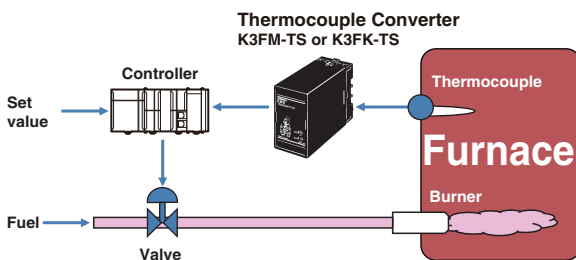 Thermocouple Converter
K3FM-TS or K3FK-TS
Controller
Thermocouple
Set
value
Furnace
Burner
Fuel
Valve